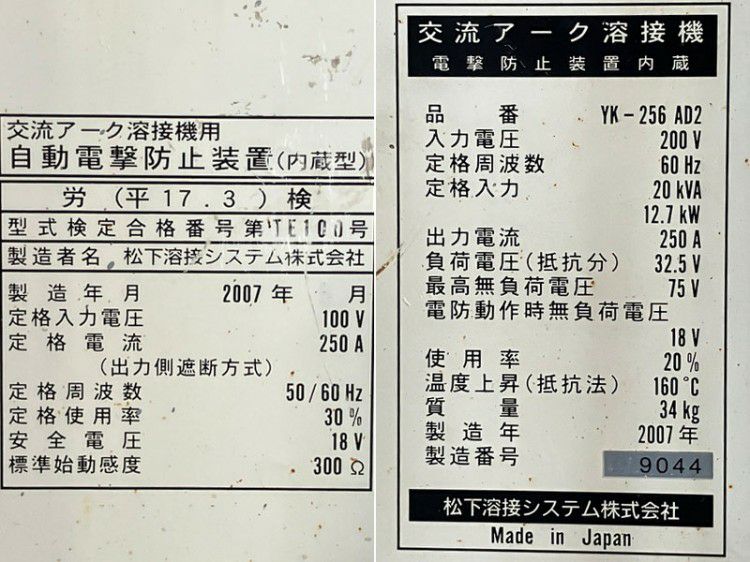 交流アーク溶接機用
自動電撃防止装置(内蔵型)
労(平17.3)検
型式検定合格番号第TE100号
製造者名 松下溶接システム株式会社
製造年月 2007年 月
定格入力電圧 100V
定格電流 250A
(出力側遮断方式)
定格周波数 50/60Hz
定格使用率 30%
安全電圧 18V
標準始動感度 300Ω
交流アーク溶接機
電撃防止装置内蔵
品番 YK-256 AD2
入力電圧 200V
定格周波数 60Hz
定格入力 20kVA
12.7kW
出力電流 250A
負荷電圧(抵抗分) 32.5V
最高無負荷電圧 75V
電防動作時無負荷電圧
18V
使用率 20%
温度上昇(抵抗法) 160℃
質量 34kg
製造年 2007年
製造番号 9044
松下溶接システム株式会社
Made in Japan